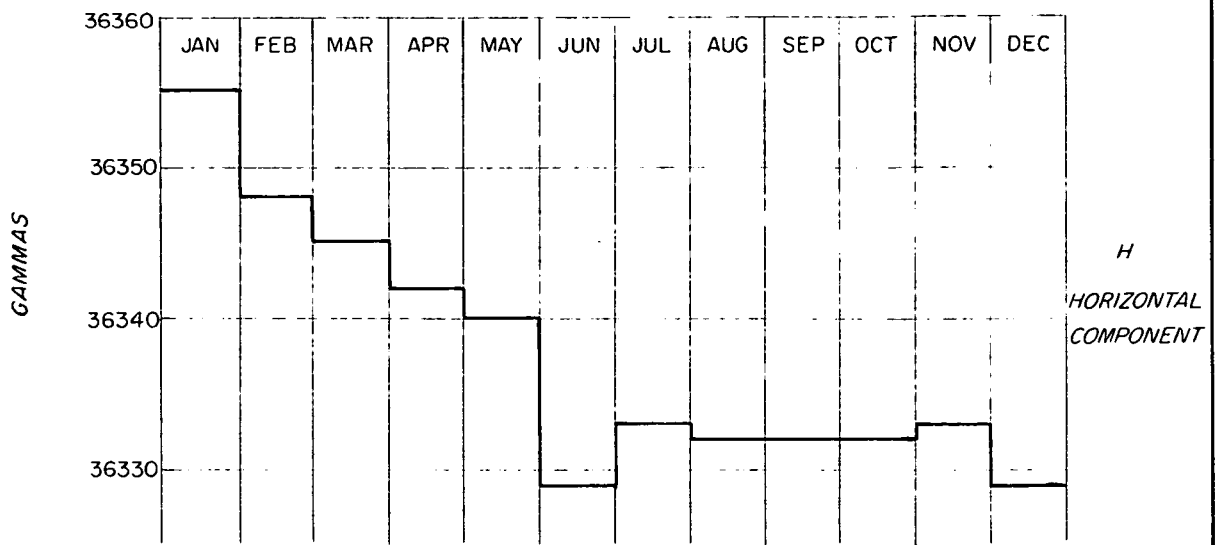 36360
JAN FEB MAR APR MAY JUN JUL AUG SEP OCT NOV DEC
36350
GAMMAS
H
HORIZONTAL
COMPONENT
36340
36330